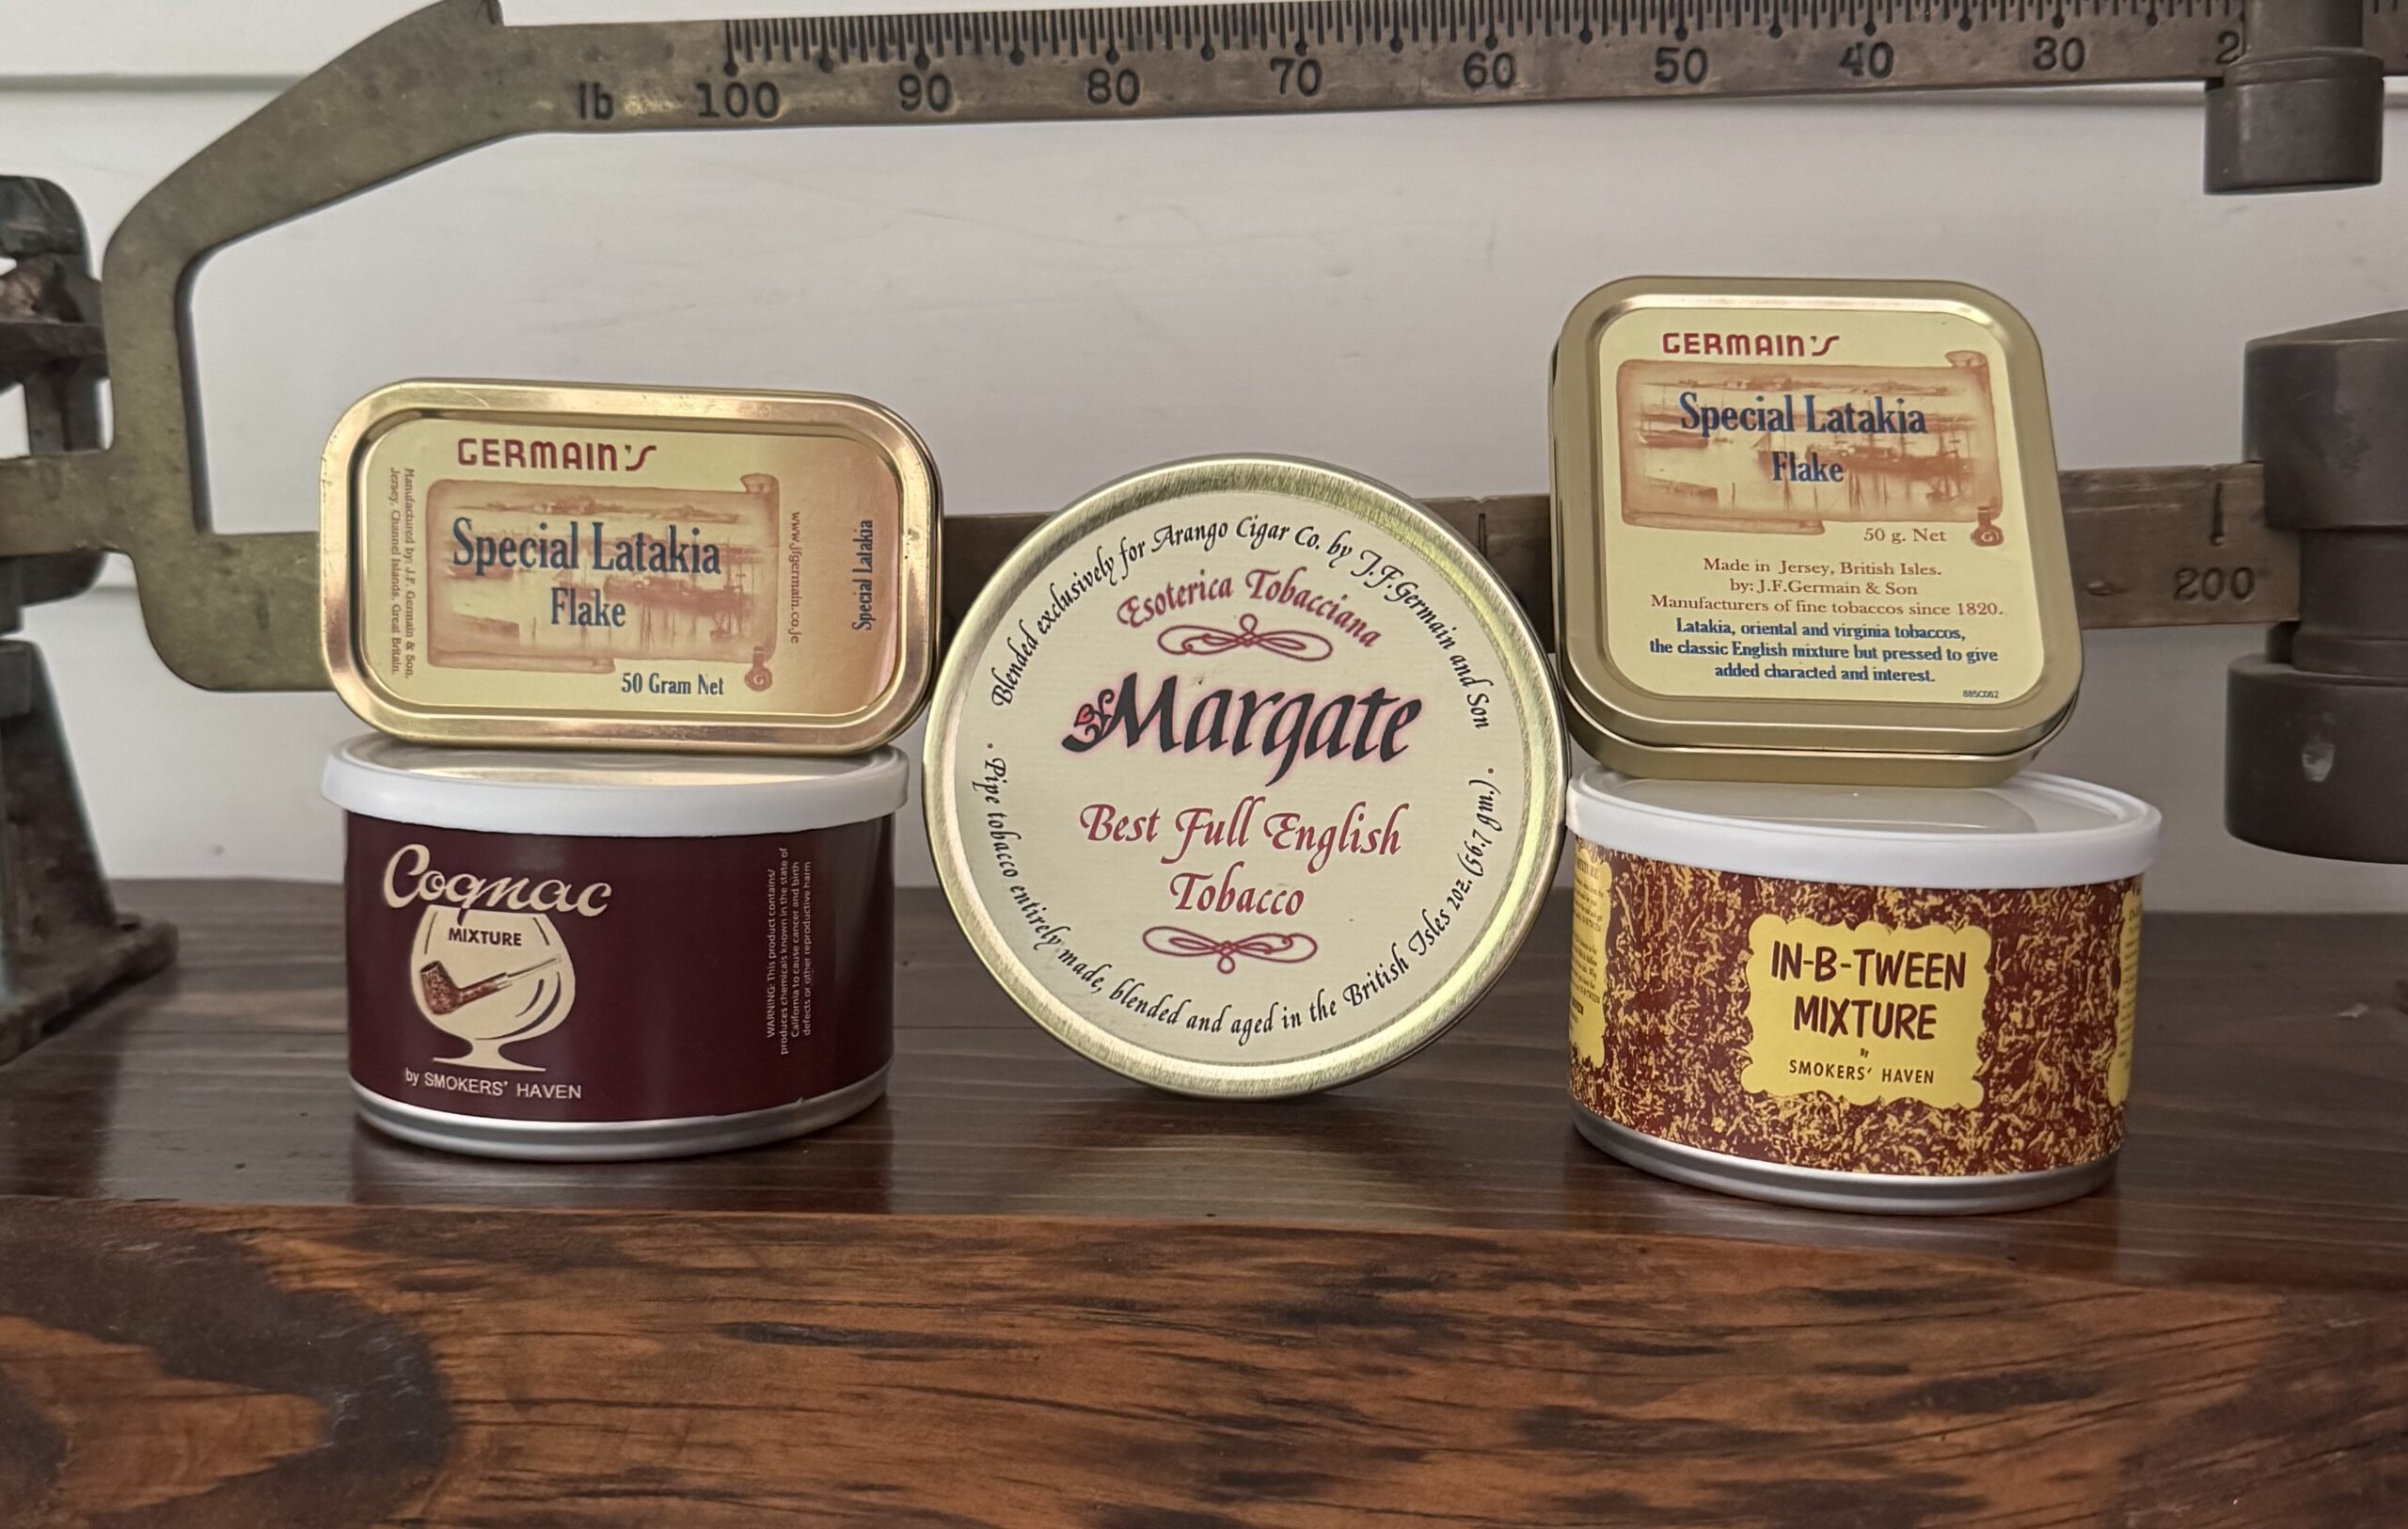 lb 100 90 80 70 60 50 40 30 2
200
GERMAIN'S
Special Latakia
Flake
50 Gram Net
Manufactured by: J.F. Germain & Son.
Jersey, Channel Islands, Great Britain.
www.jfgermain.co.je
Special Latakia
Cognac
MIXTURE
by SMOKERS' HAVEN
WARNING: This product contains/
produces chemicals known in the state of
California to cause cancer and birth
defects or other reproductive harm
Blended exclusively for Arango Cigar Co. by J.F.Germain and Son
Esoterica Tobacciana
Margate
Best Full English
Tobacco
· Pipe tobacco entirely made, blended and aged in the British Isles 2oz. (56.7 gm.) ·
GERMAIN'S
Special Latakia
Flake
50 g. Net
G
Made in Jersey, British Isles.
by: J.F.Germain & Son
Manufacturers of fine tobaccos since 1820.
Latakia, oriental and virginia tobaccos,
the classic English mixture but pressed to give
added characted and interest.
885C062
IN-B-TWEEN
MIXTURE
By
SMOKERS' HAVEN